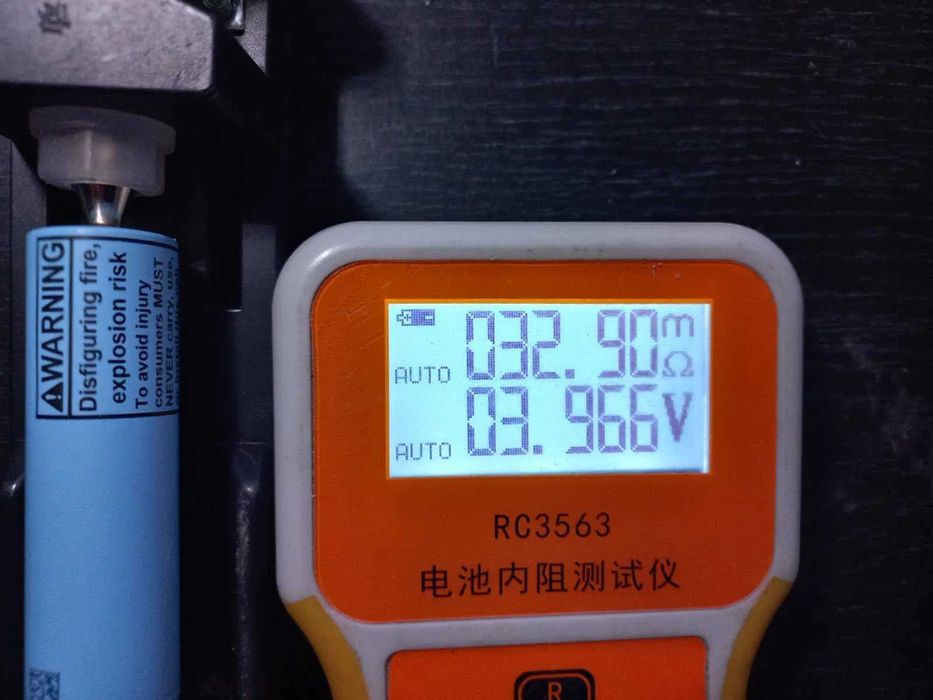 ⚠WARNING
Disfiguring fire,
explosion risk
To avoid injury
consumers MUST
NEVER carry, use,
032.90mΩ
AUTO
03.966V
AUTO
RC3563
电池内阻测试仪
R